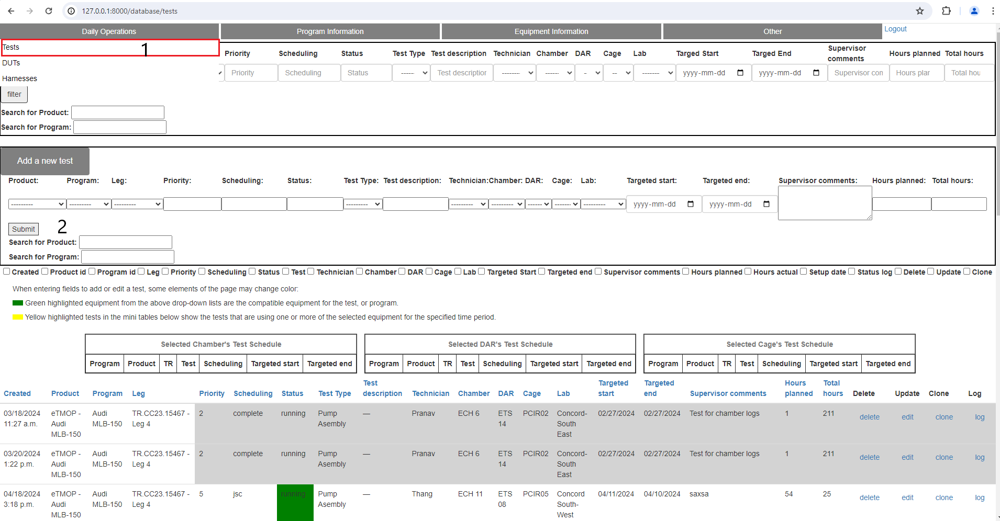 127.0.0.1:8000/database/tests
Daily Operations Program Information Equipment Information Other Logout
Tests 1
DUTs
Harnesses
Priority Scheduling Status Test Type Test description Technician Chamber DAR Cage Lab Targed Start Targed End Supervisor comments Hours planned Total hours
Priority Scheduling Status ----- Test description ------- ----- - -- ------- yyyy-mm-dd yyyy-mm-dd Supervisor con Hours plar Total hou
filter
Search for Product:
Search for Program:
Add a new test
Product: Program: Leg: Priority: Scheduling: Status: Test Type: Test description: Technician: Chamber: DAR: Cage: Lab: Targeted start: Targeted end: Supervisor comments: Hours planned: Total hours:
--------- --------- --------- --------- --------- --------- ------ ------- --------- yyyy-mm-dd yyyy-mm-dd
Submit 2
Search for Product:
Search for Program:
Created Product id Program id Leg Priority Scheduling Status Test Technician Chamber DAR Cage Lab Targeted Start Targeted end Supervisor comments Hours planned Hours actual Setup date Status log Delete Update Clone
When entering fields to add or edit a test, some elements of the page may change color:
Green highlighted equipment from the above drop-down lists are the compatible equipment for the test, or program.
Yellow highlighted tests in the mini tables below show the tests that are using one or more of the selected equipment for the specified time period.
Selected Chamber's Test Schedule Selected DAR's Test Schedule Selected Cage's Test Schedule
Program Product TR Test Scheduling Targeted start Targeted end Program Product TR Test Scheduling Targeted start Targeted end Program Product TR Test Scheduling Targeted start Targeted end
Test Targeted Targeted Hours Total
Created Product Program Leg Priority Scheduling Status Test Type description Technician Chamber DAR Cage Lab start end Supervisor comments planned hours Delete Update Clone Log
03/18/2024 eTMOP - Audi TR.CC23.15467 - 2 complete running Pump — Pranav ECH 6 ETS PCIR02 Concord- 02/27/2024 02/27/2024 Test for chamber logs 1 211 delete edit clone log
11:27 a.m. Audi MLB-150 Leg 4 Asembly 14 South
MLB-150 East
03/20/2024 eTMOP - Audi TR.CC23.15467 - 2 complete running Pump — Pranav ECH 6 ETS PCIR02 Concord- 02/27/2024 02/27/2024 Test for chamber logs 1 211 delete edit clone log
1:22 p.m. Audi MLB-150 Leg 4 Asembly 14 South
MLB-150 East
04/18/2024 eTMOP - Audi TR.CC23.15467 - 5 jsc running Pump — Thang ECH 11 ETS PCIR05 Concord 04/11/2024 04/10/2024 saxsa 54 25 delete edit clone log
3:18 p.m. Audi MLB-150 Leg 4 Asembly 08 South-
MLB-150 West